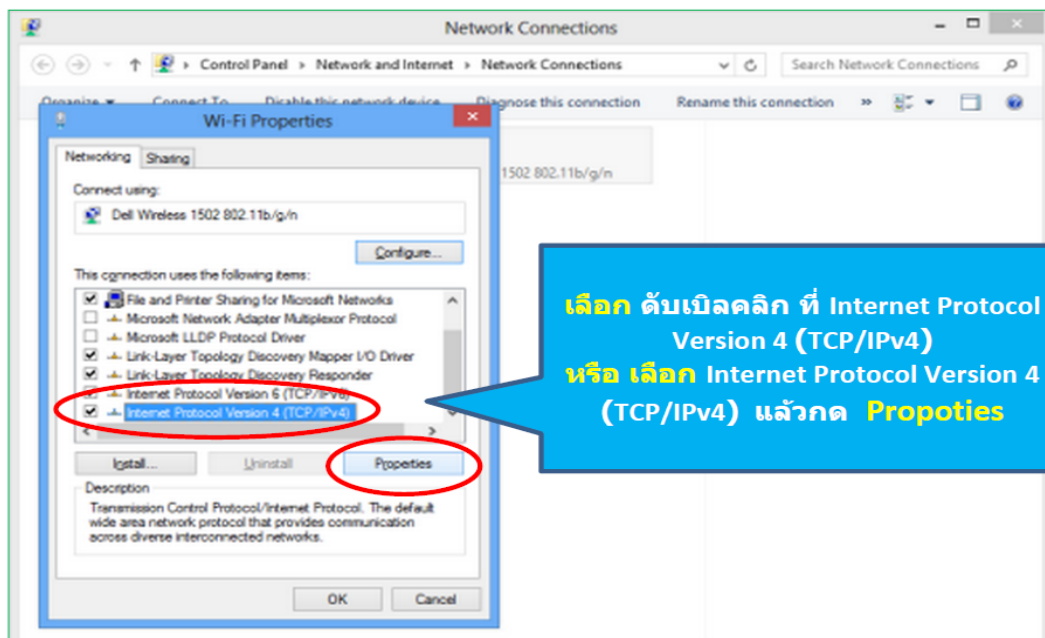 Network Connections
Control Panel › Network and Internet › Network Connections
Search Network Connections
Organize Connect To Disable this network device Diagnose this connection Rename this connection »
Wi-Fi Properties
1502 802.11b/g/n
Networking Sharing
Connect using:
Dell Wireless 1502 802.11b/g/n
Configure...
This connection uses the following items:
File and Printer Sharing for Microsoft Networks
Microsoft Network Adapter Multiplexor Protocol
Microsoft LLDP Protocol Driver
Link-Layer Topology Discovery Mapper I/O Driver
Link-Layer Topology Discovery Responder
Internet Protocol Version 6 (TCP/IPv6)
Internet Protocol Version 4 (TCP/IPv4)
Install... Uninstall Properties
Description
Transmission Control Protocol/Internet Protocol. The default
wide area network protocol that provides communication
across diverse interconnected networks.
OK Cancel
เลือก ดับเบิลคลิก ที่ Internet Protocol
Version 4 (TCP/IPv4)
หรือ เลือก Internet Protocol Version 4
(TCP/IPv4) แล้วกด Propoties